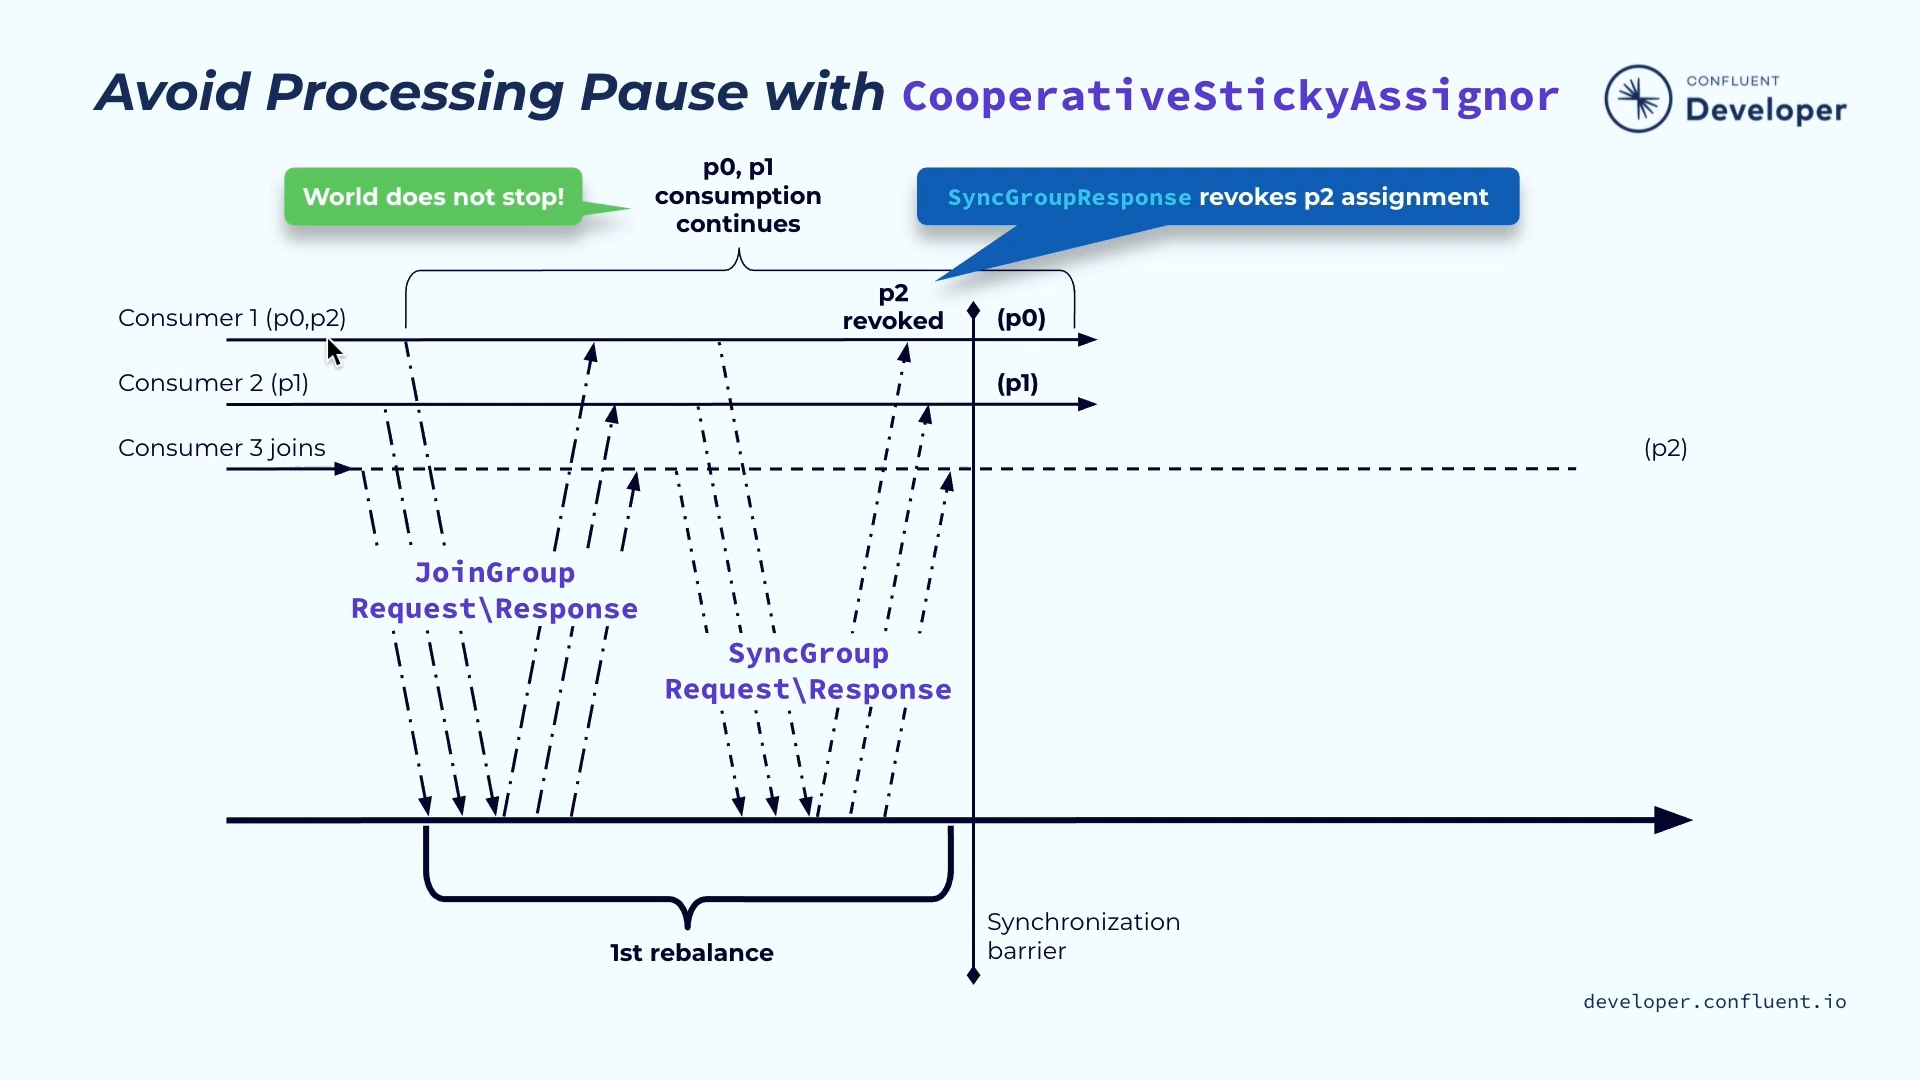 Avoid Processing Pause with CooperativeStickyAssignor
CONFLUENT
Developer
World does not stop!
p0, p1
consumption
continues
SyncGroupResponse revokes p2 assignment
Consumer 1 (p0,p2)
p2
revoked
(p0)
Consumer 2 (p1)
(p1)
Consumer 3 joins
(p2)
JoinGroup
Request\Response
SyncGroup
Request\Response
1st rebalance
Synchronization
barrier
developer.confluent.io